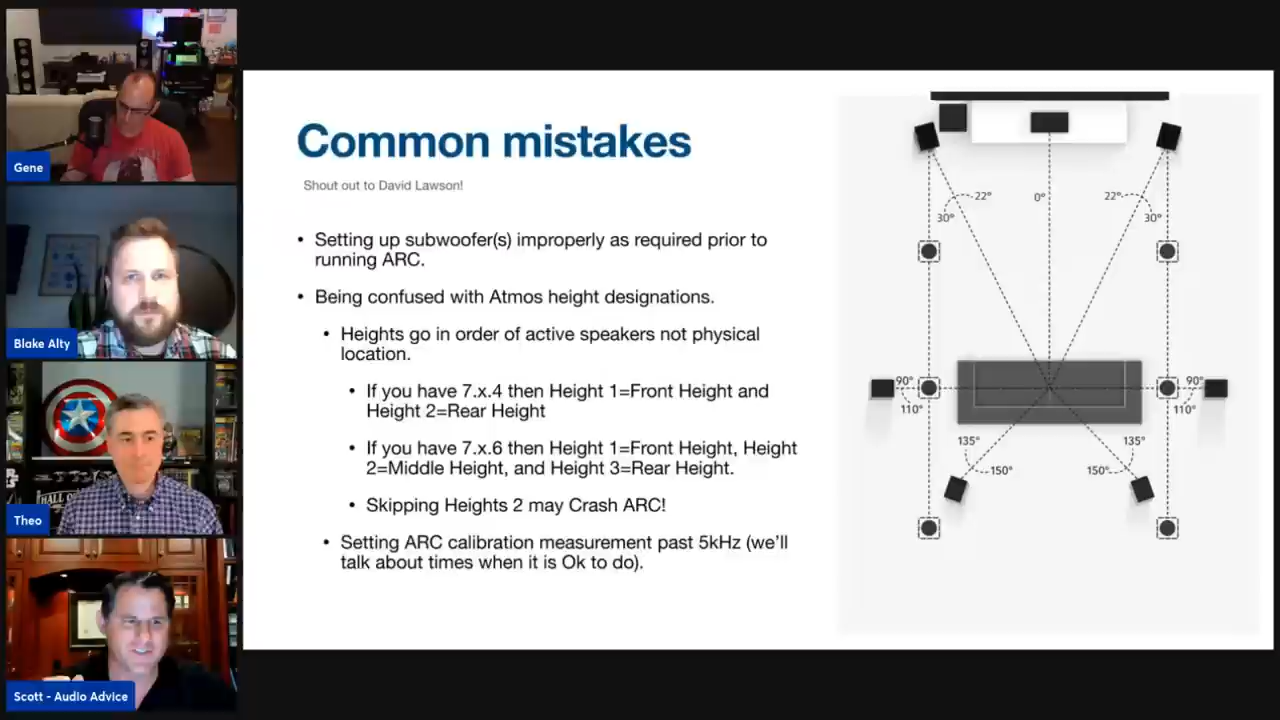 Gene
Blake Alty
HALL OF
Theo
Scott - Audio Advice
Common mistakes
Shout out to David Lawson!
• Setting up subwoofer(s) improperly as required prior to
running ARC.
• Being confused with Atmos height designations.
• Heights go in order of active speakers not physical
location.
• If you have 7.x.4 then Height 1=Front Height and
Height 2=Rear Height
• If you have 7.x.6 then Height 1=Front Height, Height
2=Middle Height, and Height 3=Rear Height.
• Skipping Heights 2 may Crash ARC!
• Setting ARC calibration measurement past 5kHz (we'll
talk about times when it is Ok to do).
22° 0° 22°
30° 30°
90° 90°
110° 110°
135° 135°
150° 150°